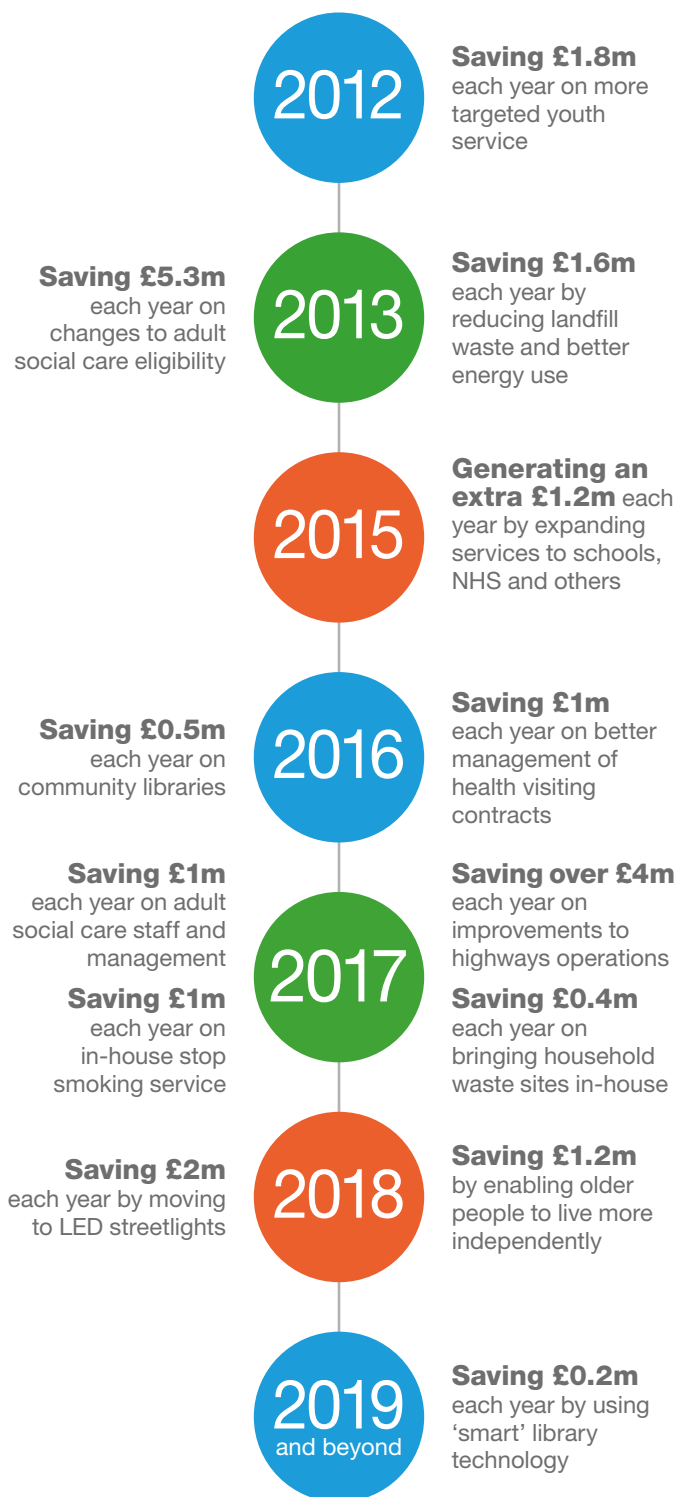 2012
Saving £1.8m
each year on more
targeted youth
service
Saving £5.3m
each year on
changes to adult
social care eligibility
2013
Saving £1.6m
each year by
reducing landfill
waste and better
energy use
2015
Generating an
extra £1.2m each
year by expanding
services to schools,
NHS and others
Saving £0.5m
each year on
community libraries
2016
Saving £1m
each year on better
management of
health visiting
contracts
Saving £1m
each year on adult
social care staff and
management
Saving £1m
each year on
in-house stop
smoking service
2017
Saving over £4m
each year on
improvements to
highways operations
Saving £0.4m
each year on
bringing household
waste sites in-house
Saving £2m
each year by moving
to LED streetlights
2018
Saving £1.2m
by enabling older
people to live more
independently
2019
and beyond
Saving £0.2m
each year by using
‘smart’ library
technology